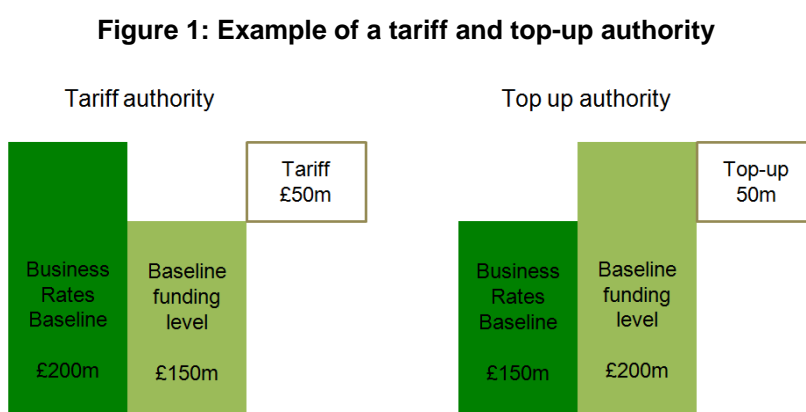 Figure 1: Example of a tariff and top-up authority
Tariff authority
Business
Rates
Baseline
£200m
Baseline
funding
level
£150m
Tariff
£50m
Top up authority
Business
Rates
Baseline
£150m
Baseline
funding
level
£200m
Top-up
50m